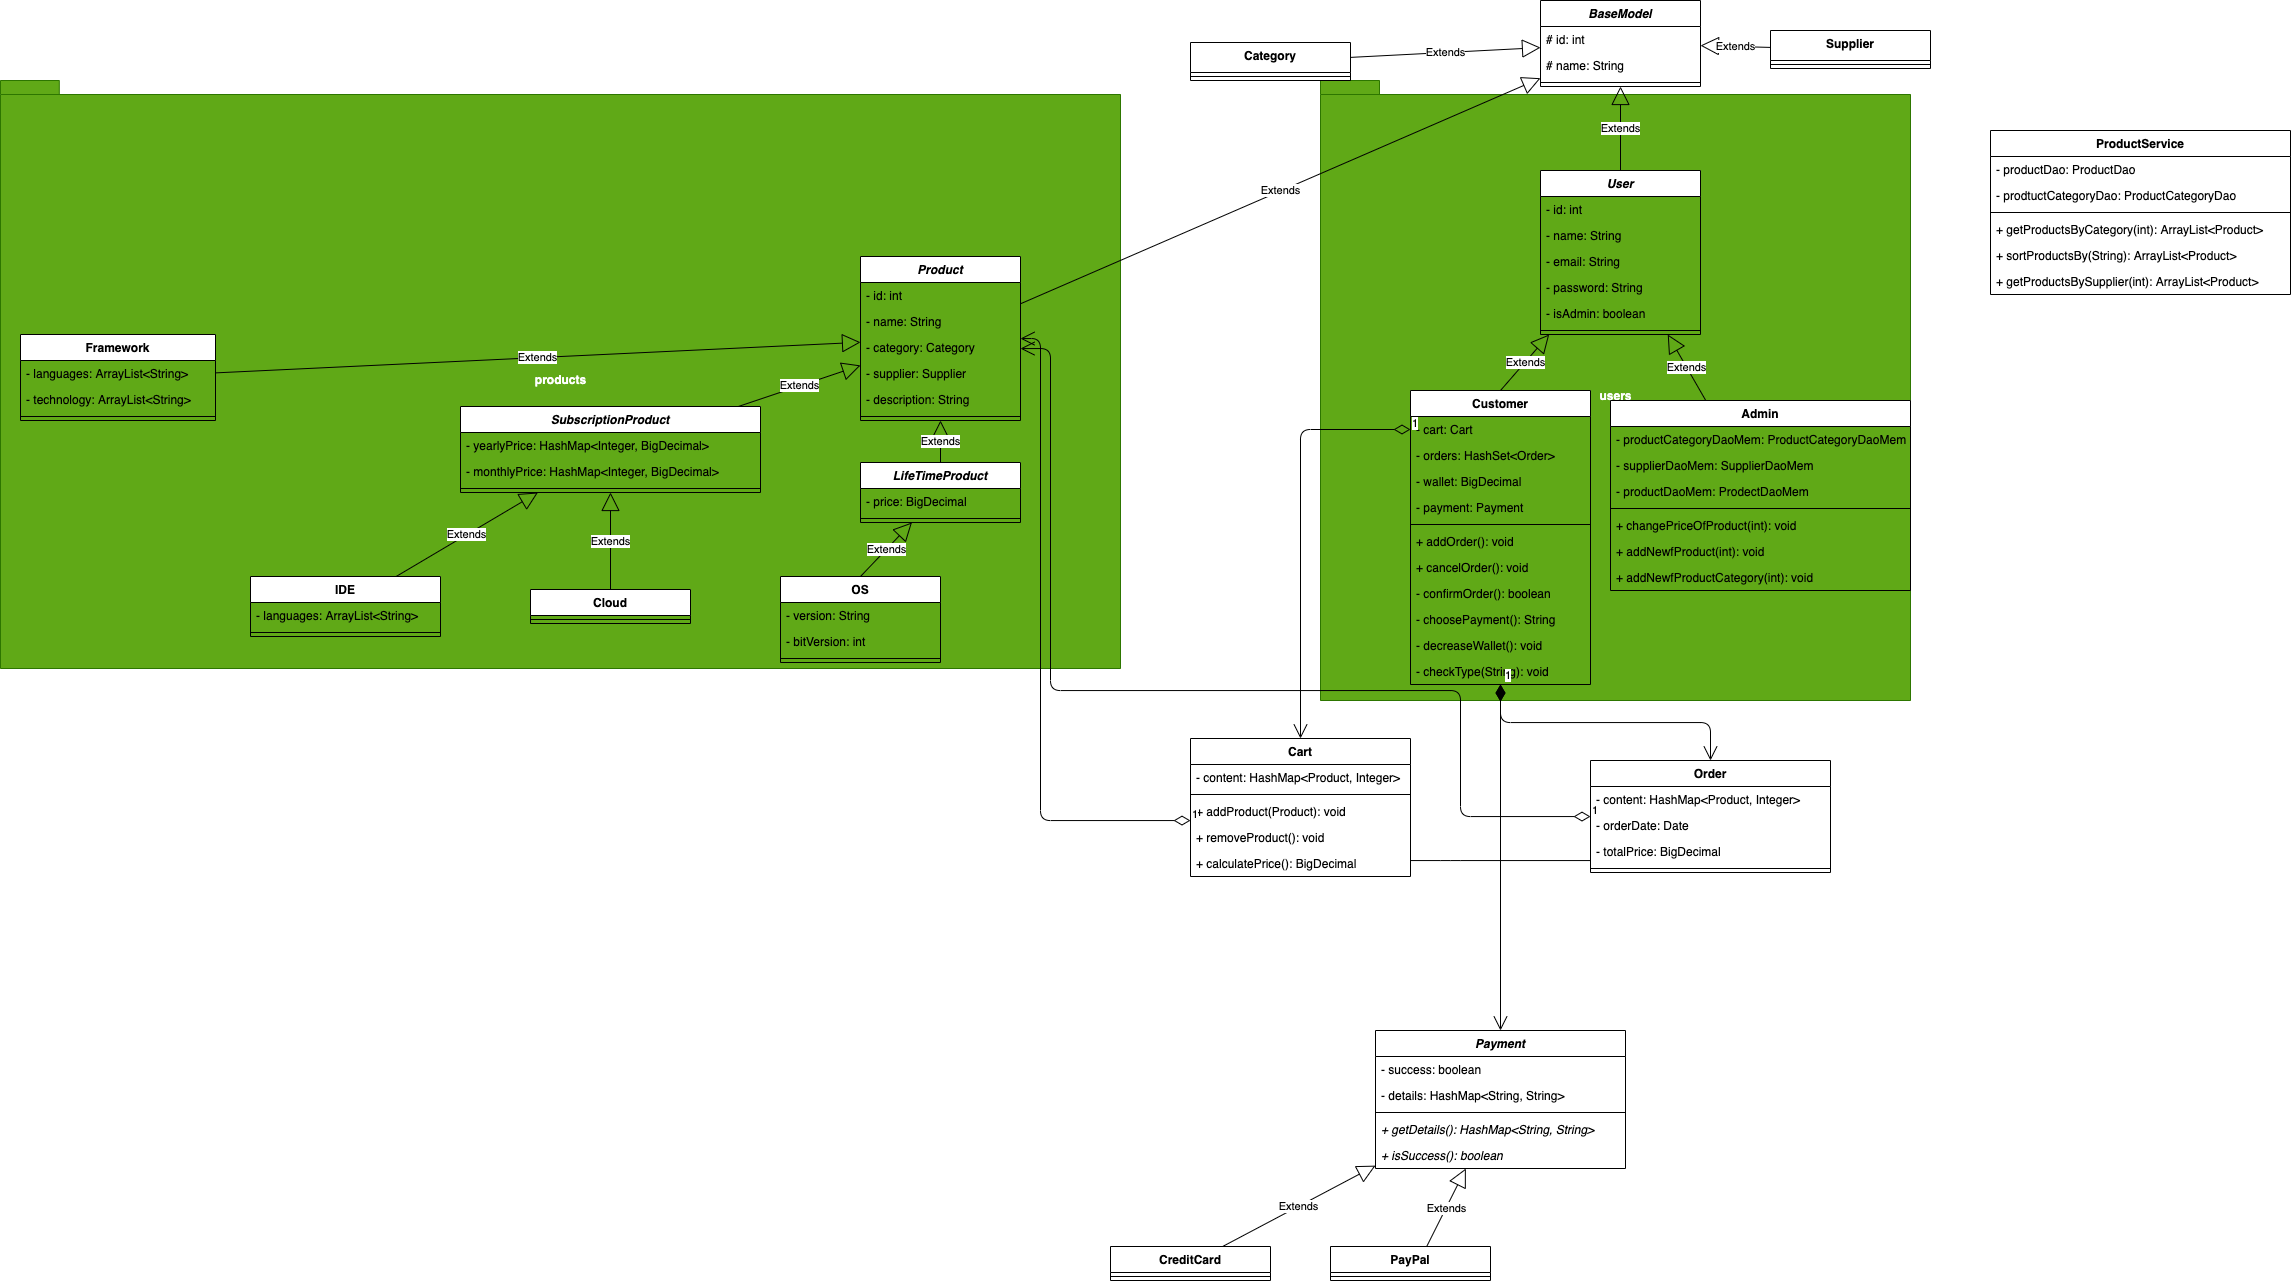 BaseModel
# id: int
# name: String
Category
Extends
Extends
Supplier
Extends
Extends
ProductService
- productDao: ProductDao
- prodtuctCategoryDao: ProductCategoryDao
+ getProductsByCategory(int): ArrayList<Product>
+ sortProductsBy(String): ArrayList<Product>
+ getProductsBySupplier(int): ArrayList<Product>
User
- id: int
- name: String
- email: String
- password: String
- isAdmin: boolean
Product
- id: int
- name: String
- category: Category
- supplier: Supplier
- description: String
Framework
- languages: ArrayList<String>
- technology: ArrayList<String>
Extends
products
Extends
SubscriptionProduct
- yearlyPrice: HashMap<Integer, BigDecimal>
- monthlyPrice: HashMap<Integer, BigDecimal>
Extends
LifeTimeProduct
- price: BigDecimal
Extends
Extends
Extends
IDE
- languages: ArrayList<String>
Cloud
OS
- version: String
- bitVersion: int
Extends
Extends
users
Customer
1
- cart: Cart
- orders: HashSet<Order>
- wallet: BigDecimal
- payment: Payment
+ addOrder(): void
+ cancelOrder(): void
- confirmOrder(): boolean
- choosePayment(): String
- decreaseWallet(): void
- checkType(String): void
1
Admin
- productCategoryDaoMem: ProductCategoryDaoMem
- supplierDaoMem: SupplierDaoMem
- productDaoMem: ProdectDaoMem
+ changePriceOfProduct(int): void
+ addNewfProduct(int): void
+ addNewfProductCategory(int): void
Cart
- content: HashMap<Product, Integer>
1
+ addProduct(Product): void
+ removeProduct(): void
+ calculatePrice(): BigDecimal
Order
- content: HashMap<Product, Integer>
1
- orderDate: Date
- totalPrice: BigDecimal
Payment
- success: boolean
- details: HashMap<String, String>
+ getDetails(): HashMap<String, String>
+ isSuccess(): boolean
Extends
Extends
CreditCard
PayPal